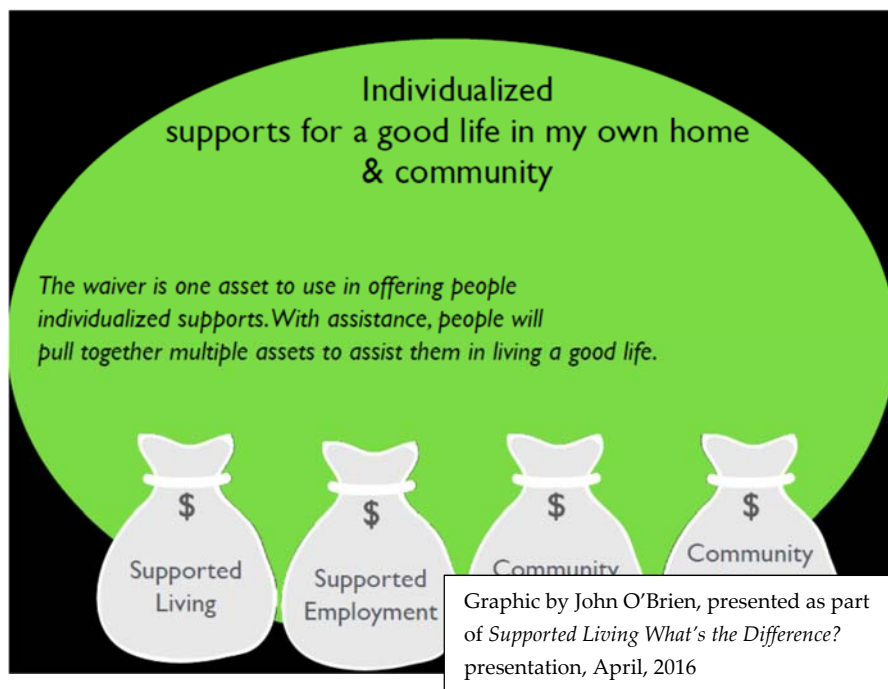 Individualized
supports for a good life in my own home
& community
The waiver is one asset to use in offering people
individualized supports. With assistance, people will
pull together multiple assets to assist them in living a good life.
$
Supported
Living
$
Supported
Employment
$
Community
$
Community
Graphic by John O’Brien, presented as part
of Supported Living What’s the Difference?
presentation, April, 2016